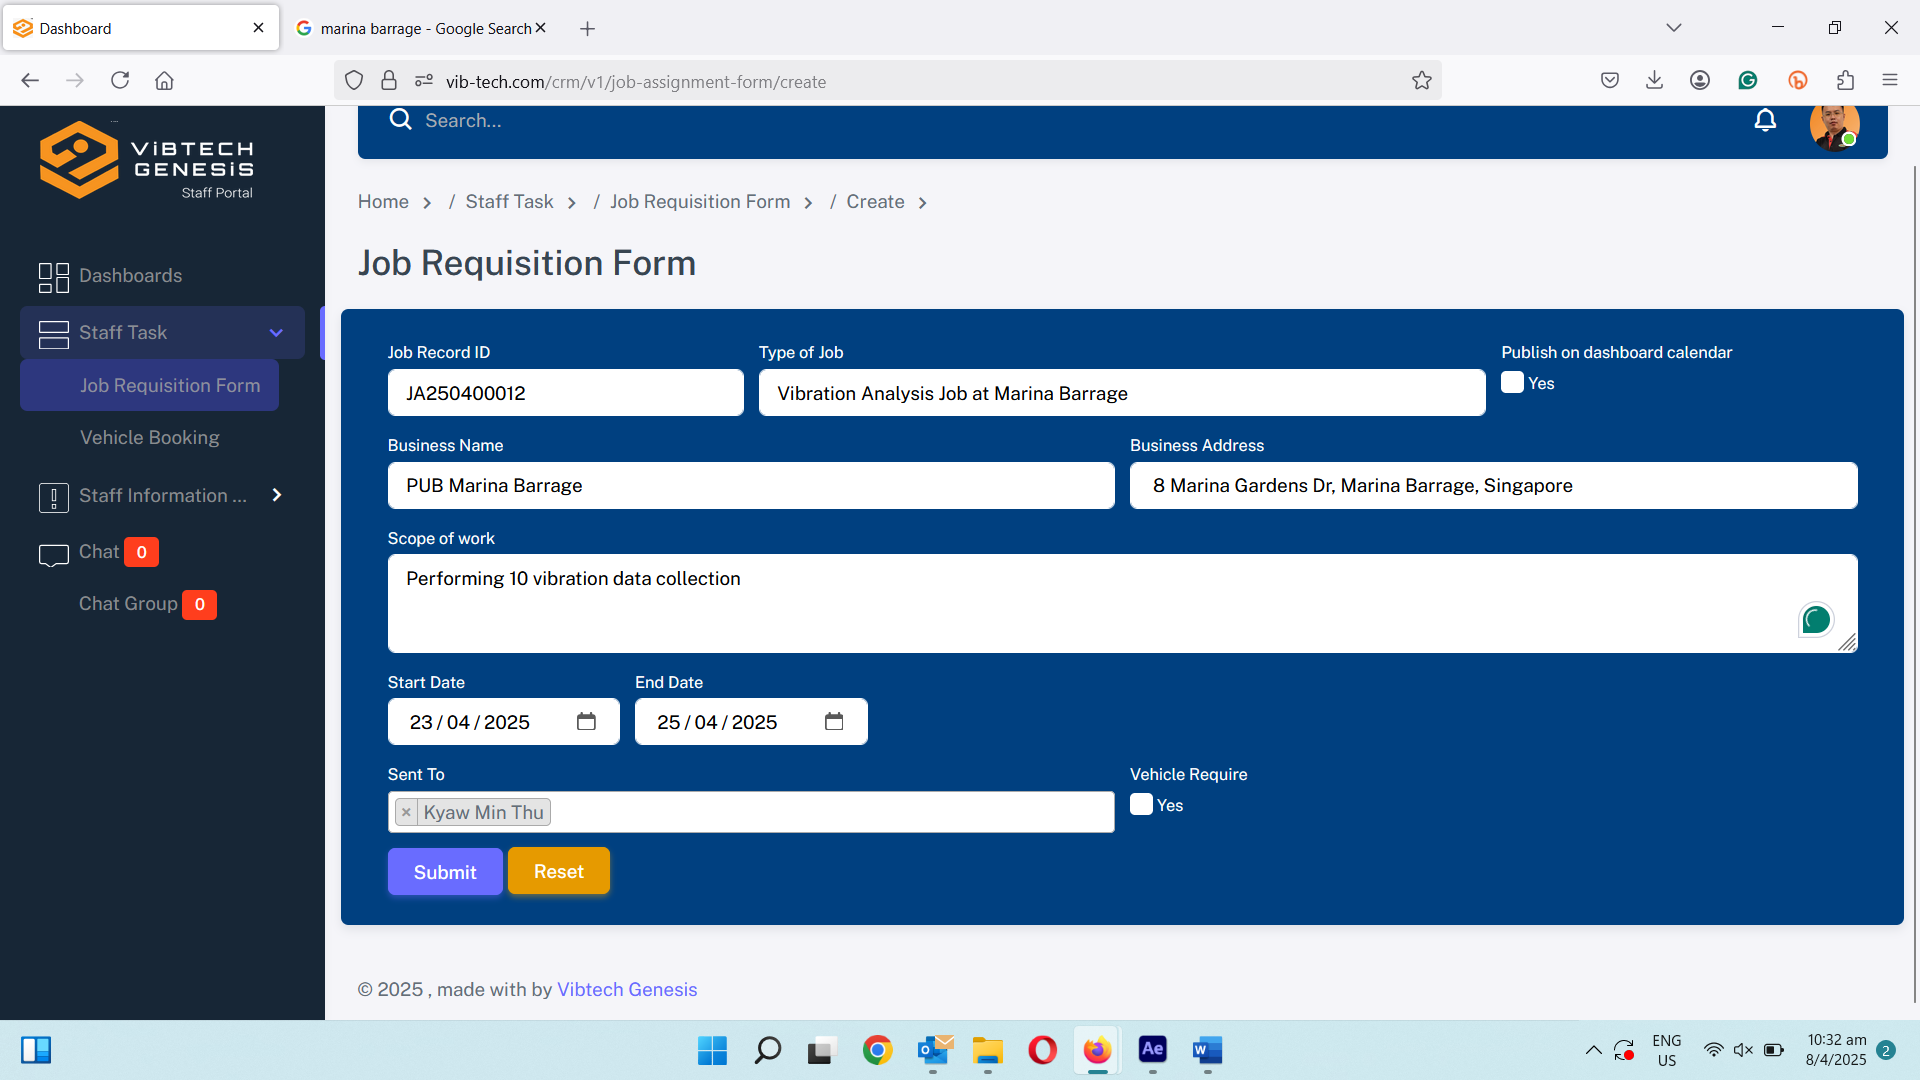 Dashboard
marina barrage - Google Search
vib-tech.com/crm/v1/job-assignment-form/create
ViBTECH
GENESiS
Staff Portal
Search...
Home / Staff Task / Job Requisition Form / Create
Job Requisition Form
Dashboards
Staff Task
Job Requisition Form
Vehicle Booking
Staff Information ...
Chat 0
Chat Group 0
Job Record ID
JA250400012
Type of Job
Vibration Analysis Job at Marina Barrage
Publish on dashboard calendar
Yes
Business Name
PUB Marina Barrage
Business Address
8 Marina Gardens Dr, Marina Barrage, Singapore
Scope of work
Performing 10 vibration data collection
Start Date
23/04/2025
End Date
25/04/2025
Sent To
× Kyaw Min Thu
Vehicle Require
Yes
Submit
Reset
© 2025 , made with by Vibtech Genesis
Ae
ENG
US
10:32 am
8/4/2025
2